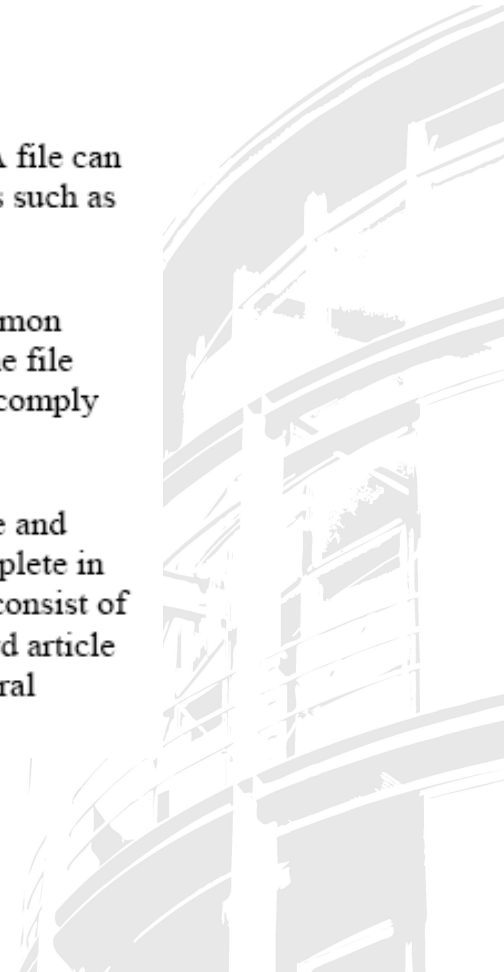 file can
such as
mon
file
comply
and
plete in
consist of
d article
ral